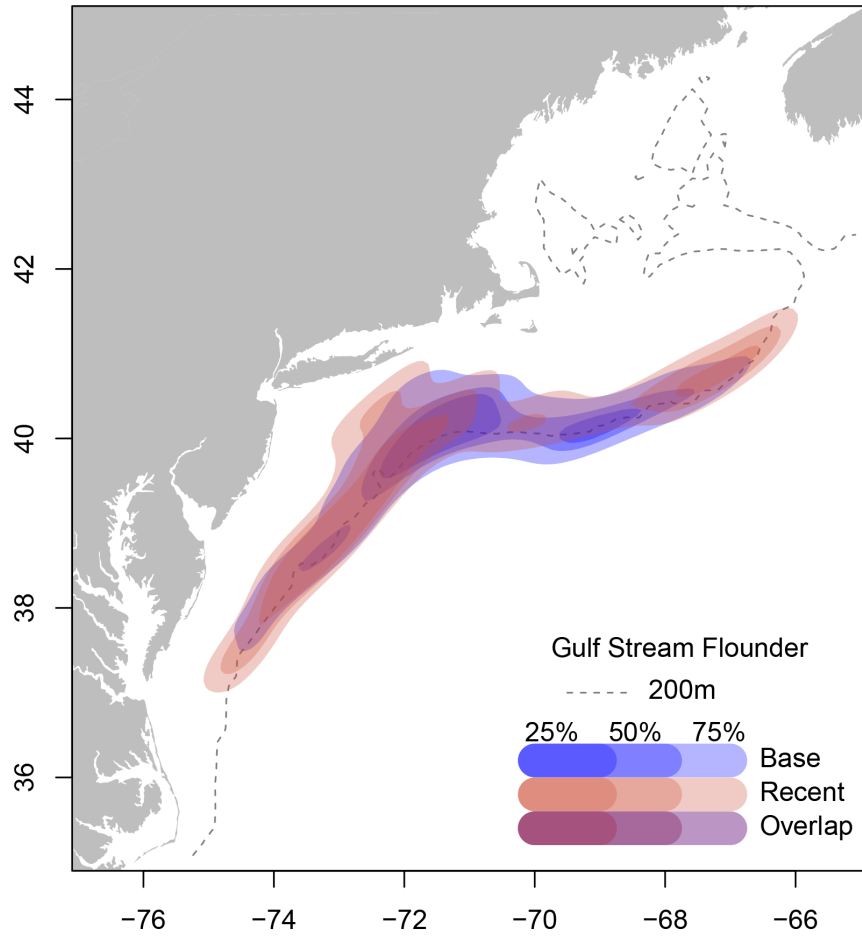 44
42
40
38
36
Gulf Stream Flounder
200m
25% 50% 75%
Base
Recent
Overlap
−76 −74 −72 −70 −68 −66